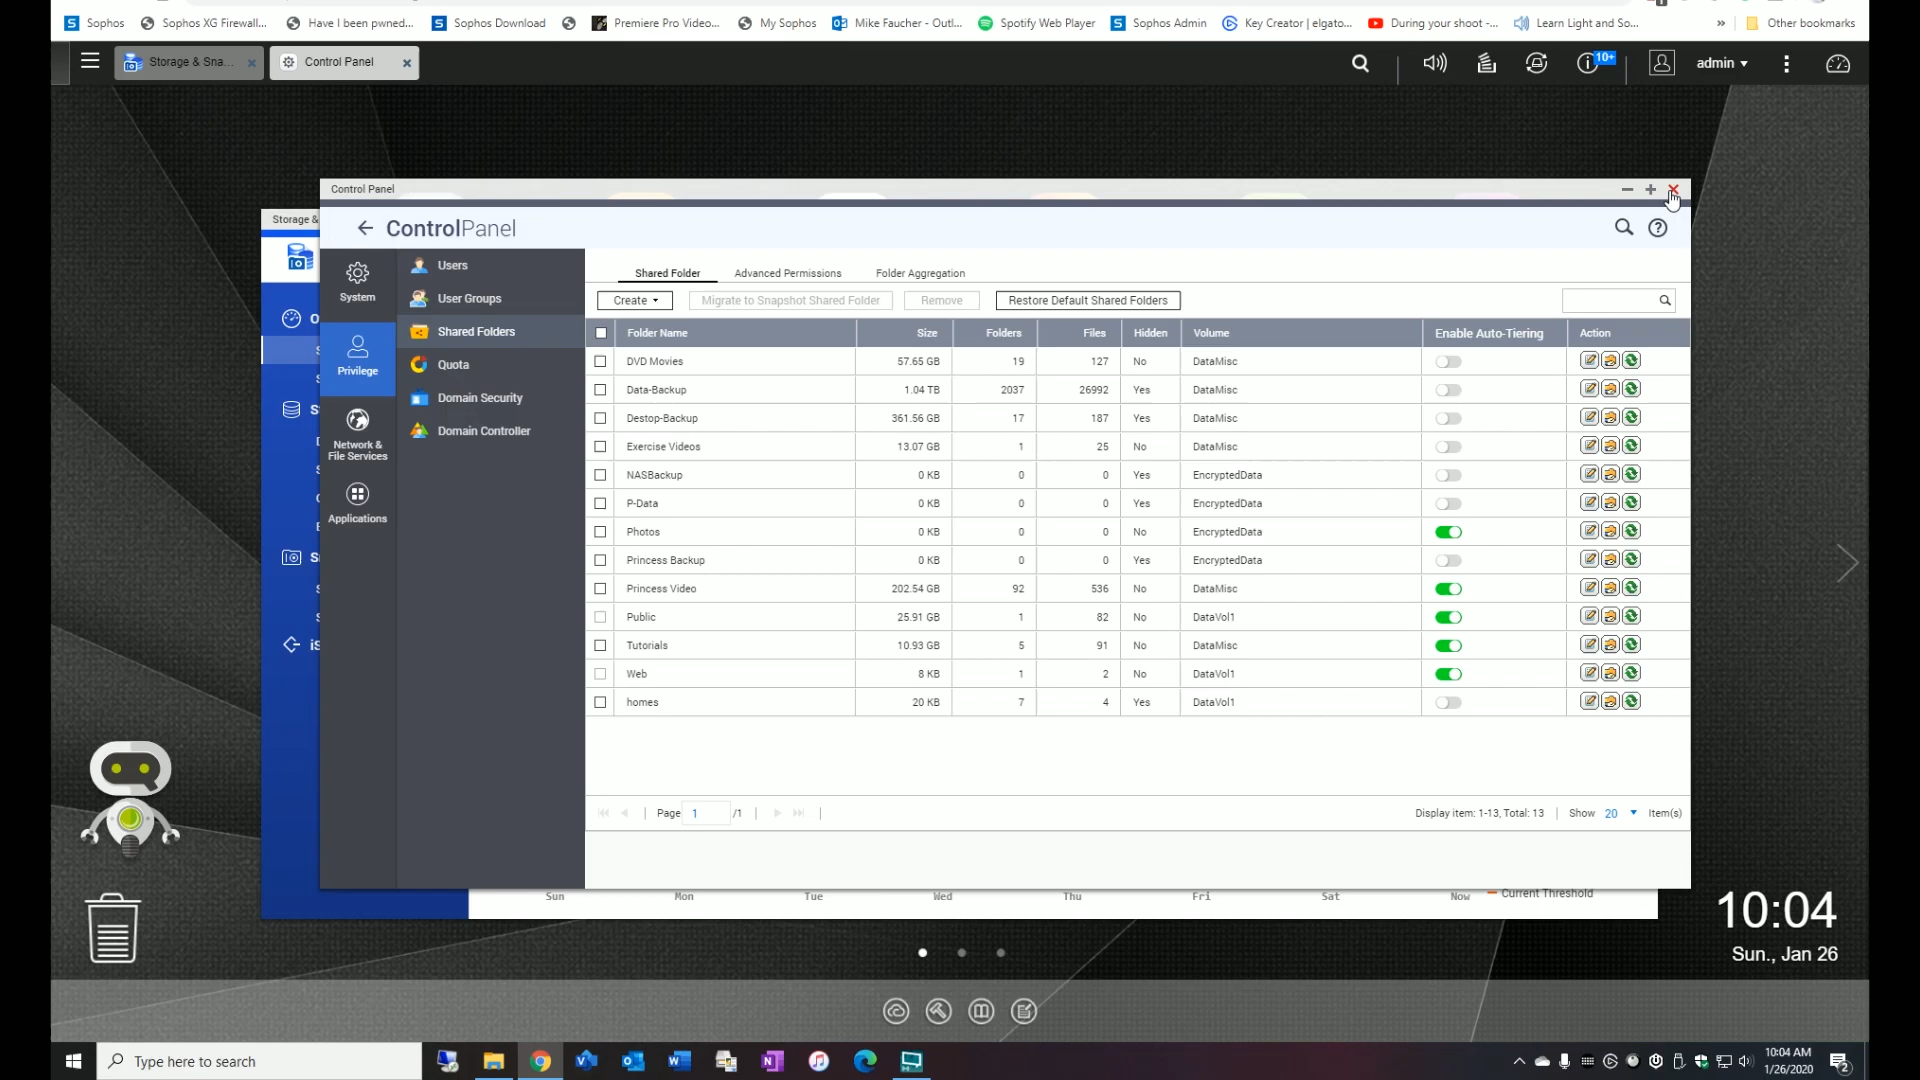 Sophos Sophos XG Firewall... Have I been pwned... Sophos Download Premiere Pro Video... My Sophos Mike Faucher - Outl... Spotify Web Player Sophos Admin Key Creator | elgato... During your shoot -... Learn Light and So... » Other bookmarks
Storage & Sna... × Control Panel × 10+ admin
Control Panel
Storage &
ControlPanel
System
Privilege
Network &
File Services
Applications
Users
User Groups
Shared Folders
Quota
Domain Security
Domain Controller
Shared Folder Advanced Permissions Folder Aggregation
Create Migrate to Snapshot Shared Folder Remove Restore Default Shared Folders
Folder Name Size Folders Files Hidden Volume Enable Auto-Tiering Action
DVD Movies 57.65 GB 19 127 No DataMisc
Data-Backup 1.04 TB 2037 26992 Yes DataMisc
Destop-Backup 361.56 GB 17 187 Yes DataMisc
Exercise Videos 13.07 GB 1 25 No DataMisc
NASBackup 0 KB 0 0 Yes EncryptedData
P-Data 0 KB 0 0 Yes EncryptedData
Photos 0 KB 0 0 No EncryptedData
Princess Backup 0 KB 0 0 Yes EncryptedData
Princess Video 202.54 GB 92 536 No DataMisc
Public 25.91 GB 1 82 No DataVol1
Tutorials 10.93 GB 5 91 No DataMisc
Web 8 KB 1 2 No DataVol1
homes 20 KB 7 4 Yes DataVol1
Page 1 /1 Display item: 1-13, Total: 13 | Show 20 Item(s)
Sun Mon Tue Wed Thu Fri Sat Now Current Threshold
10:04
Sun., Jan 26
Type here to search
10:04 AM
1/26/2020
2